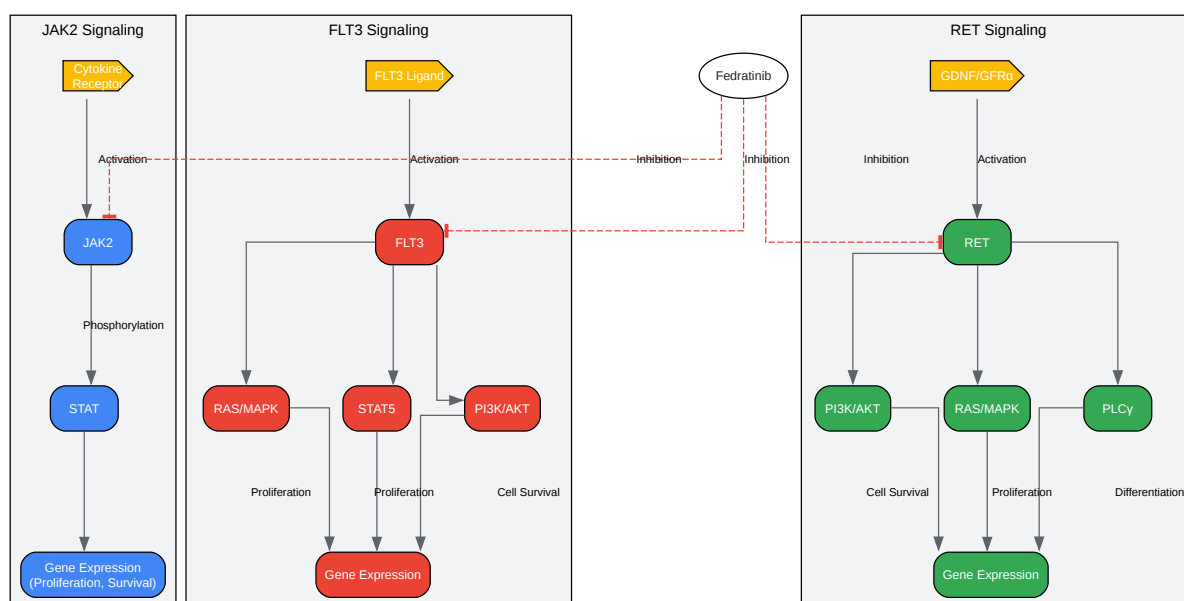 JAK2 Signaling
FLT3 Signaling
RET Signaling
Cytokine
Receptor
FLT3 Ligand
Fedratinib
GDNF/GFRα
Activation
Activation
Inhibition
Inhibition
Inhibition
Activation
JAK2
FLT3
RET
Phosphorylation
STAT
RAS/MAPK
STAT5
PI3K/AKT
PI3K/AKT
RAS/MAPK
PLCγ
Proliferation
Proliferation
Cell Survival
Cell Survival
Proliferation
Differentiation
Gene Expression
(Proliferation, Survival)
Gene Expression
Gene Expression